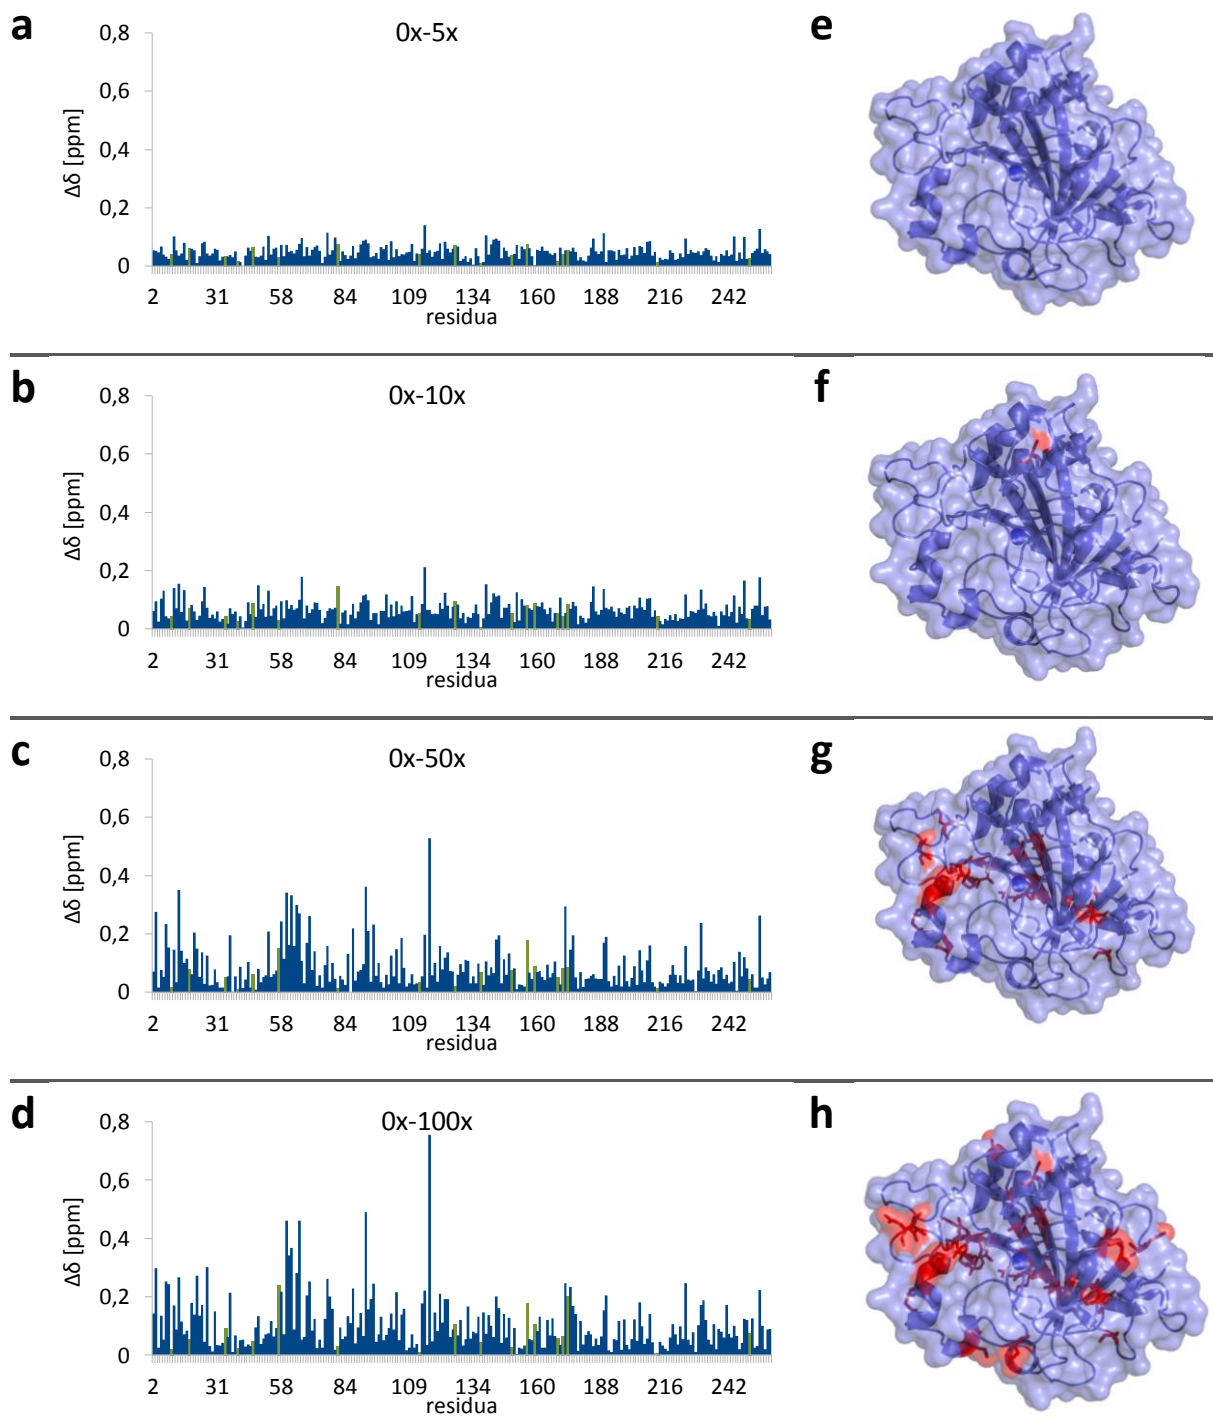 a
0x-5x
e
0,8
0,6
0,4
0,2
0
Δδ [ppm]
2 31 58 84 109 134 160 188 216 242
residua
b
0x-10x
f
0,8
0,6
0,4
0,2
0
Δδ [ppm]
2 31 58 84 109 134 160 188 216 242
residua
c
0x-50x
g
0,8
0,6
0,4
0,2
0
Δδ [ppm]
2 31 58 84 109 134 160 188 216 242
residua
d
0x-100x
h
0,8
0,6
0,4
0,2
0
Δδ [ppm]
2 31 58 84 109 134 160 188 216 242
residua